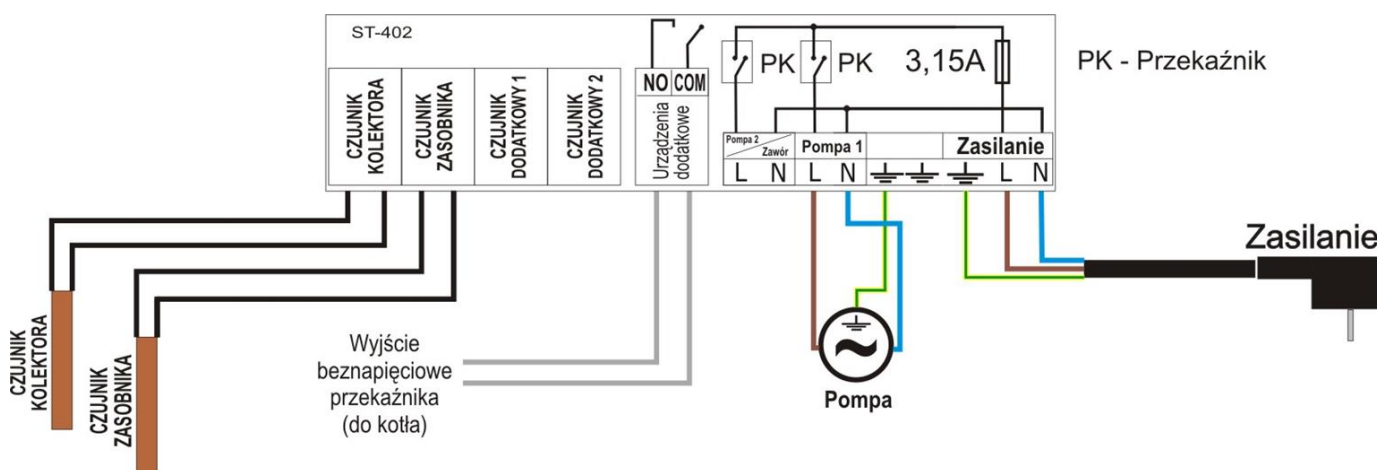 ST-402
CZUJNIK
KOLEKTORA
CZUJNIK
ZASOBNIKA
CZUJNIK
DODATKOWY 1
CZUJNIK
DODATKOWY 2
NO COM
Urządzenia
dodatkowe
PK
PK
3,15A
PK - Przekaźnik
Pompa 2
Zawór
Pompa 1
Zasilanie
L N L N L N
Zasilanie
CZUJNIK
KOLEKTORA
CZUJNIK
ZASOBNIKA
Wyjście
beznapięciowe
przekaźnika
(do kotła)
Pompa